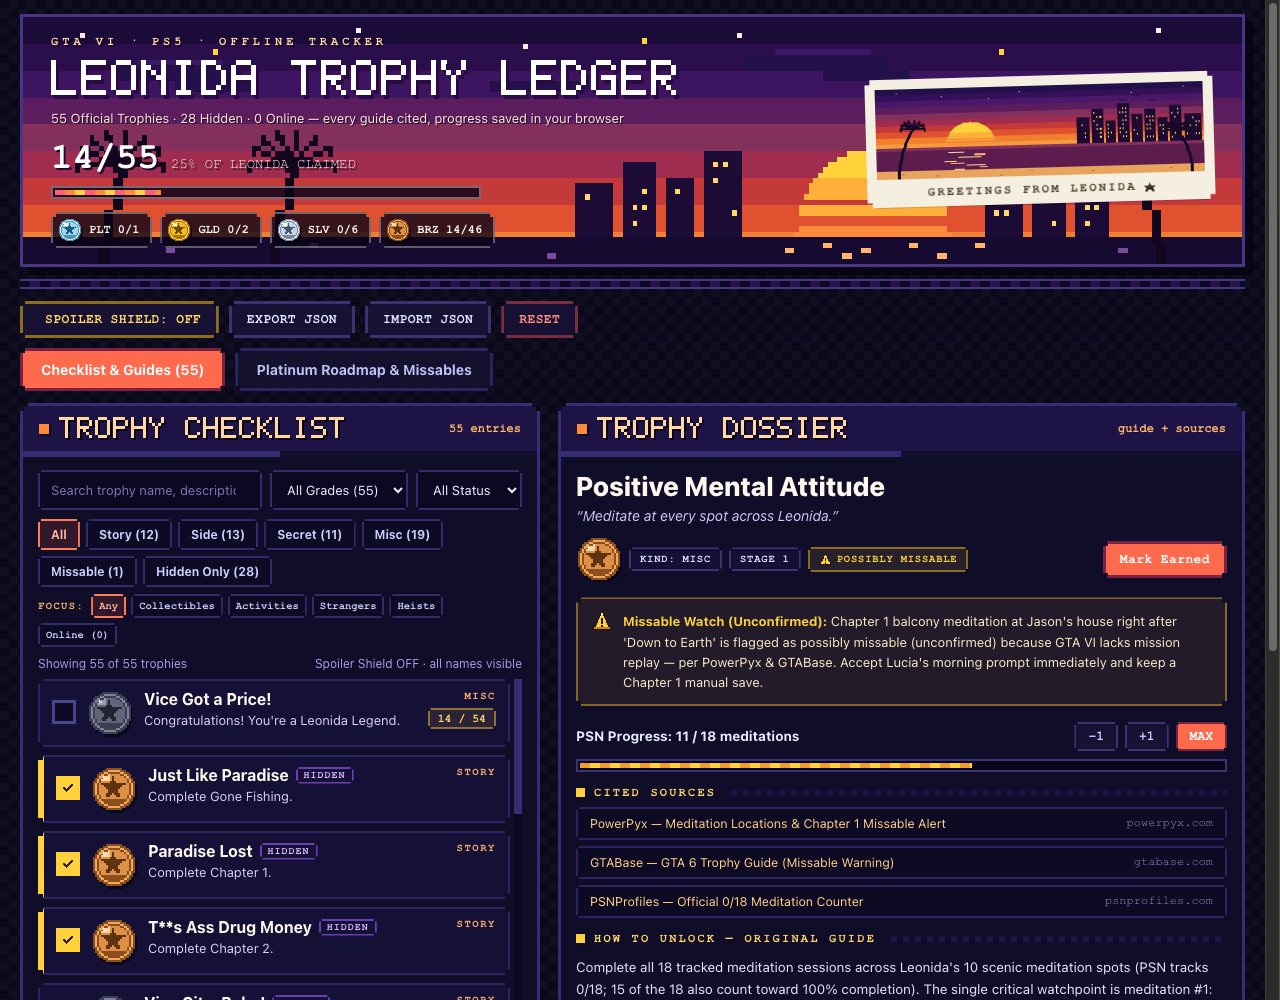 GTA VI · PS5 · OFFLINE TRACKER
LEONIDA TROPHY LEDGER
55 Official Trophies · 28 Hidden · 0 Online — every guide cited, progress saved in your browser
14/55 25% OF LEONIDA CLAIMED
PLT 0/1 GLD 0/2 SLV 0/6 BRZ 14/46
GREETINGS FROM LEONIDA ★
SPOILER SHIELD: OFF EXPORT JSON IMPORT JSON RESET
Checklist & Guides (55) Platinum Roadmap & Missables
TROPHY CHECKLIST 55 entries
Search trophy name, descripti All Grades (55) All Status
All Story (12) Side (13) Secret (11) Misc (19)
Missable (1) Hidden Only (28)
FOCUS: Any Collectibles Activities Strangers Heists
Online (0)
Showing 55 of 55 trophies Spoiler Shield OFF · all names visible
Vice Got a Price! MISC
Congratulations! You're a Leonida Legend. 14 / 54
Just Like Paradise HIDDEN STORY
Complete Gone Fishing.
Paradise Lost HIDDEN STORY
Complete Chapter 1.
T**s Ass Drug Money HIDDEN STORY
Complete Chapter 2.
STORY
TROPHY DOSSIER guide + sources
Positive Mental Attitude
“Meditate at every spot across Leonida.”
KIND: MISC STAGE 1 ⚠ POSSIBLY MISSABLE Mark Earned
Missable Watch (Unconfirmed): Chapter 1 balcony meditation at Jason's house right after
'Down to Earth' is flagged as possibly missable (unconfirmed) because GTA VI lacks mission
replay — per PowerPyx & GTABase. Accept Lucia's morning prompt immediately and keep a
Chapter 1 manual save.
PSN Progress: 11 / 18 meditations −1 +1 MAX
CITED SOURCES
PowerPyx — Meditation Locations & Chapter 1 Missable Alert powerpyx.com
GTABase — GTA 6 Trophy Guide (Missable Warning) gtabase.com
PSNProfiles — Official 0/18 Meditation Counter psnprofiles.com
HOW TO UNLOCK — ORIGINAL GUIDE
Complete all 18 tracked meditation sessions across Leonida's 10 scenic meditation spots (PSN tracks
0/18; 15 of the 18 also count toward 100% completion). The single critical watchpoint is meditation #1: